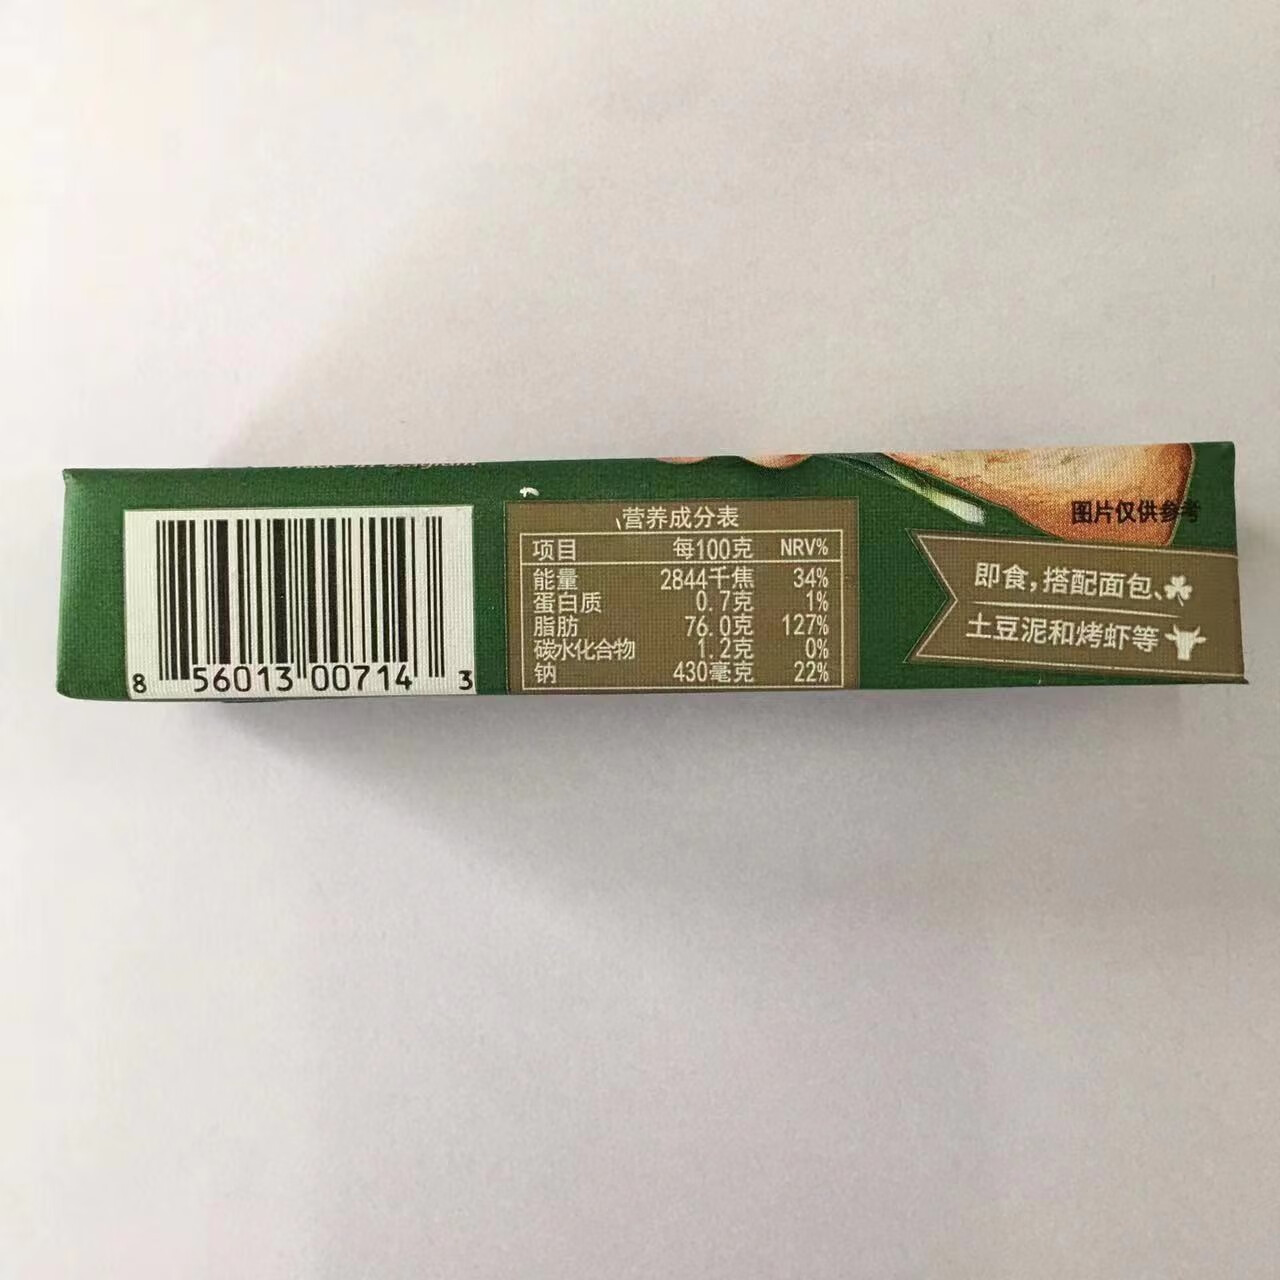 Made in Belgium
图片仅供参考
营养成分表
项目 每100克 NRV%
能量 2844千焦 34%
蛋白质 0.7克 1%
脂肪 76.0克 127%
碳水化合物 1.2克 0%
钠 430毫克 22%
即食,搭配面包、
土豆泥和烤虾等
8 56013 00714 3